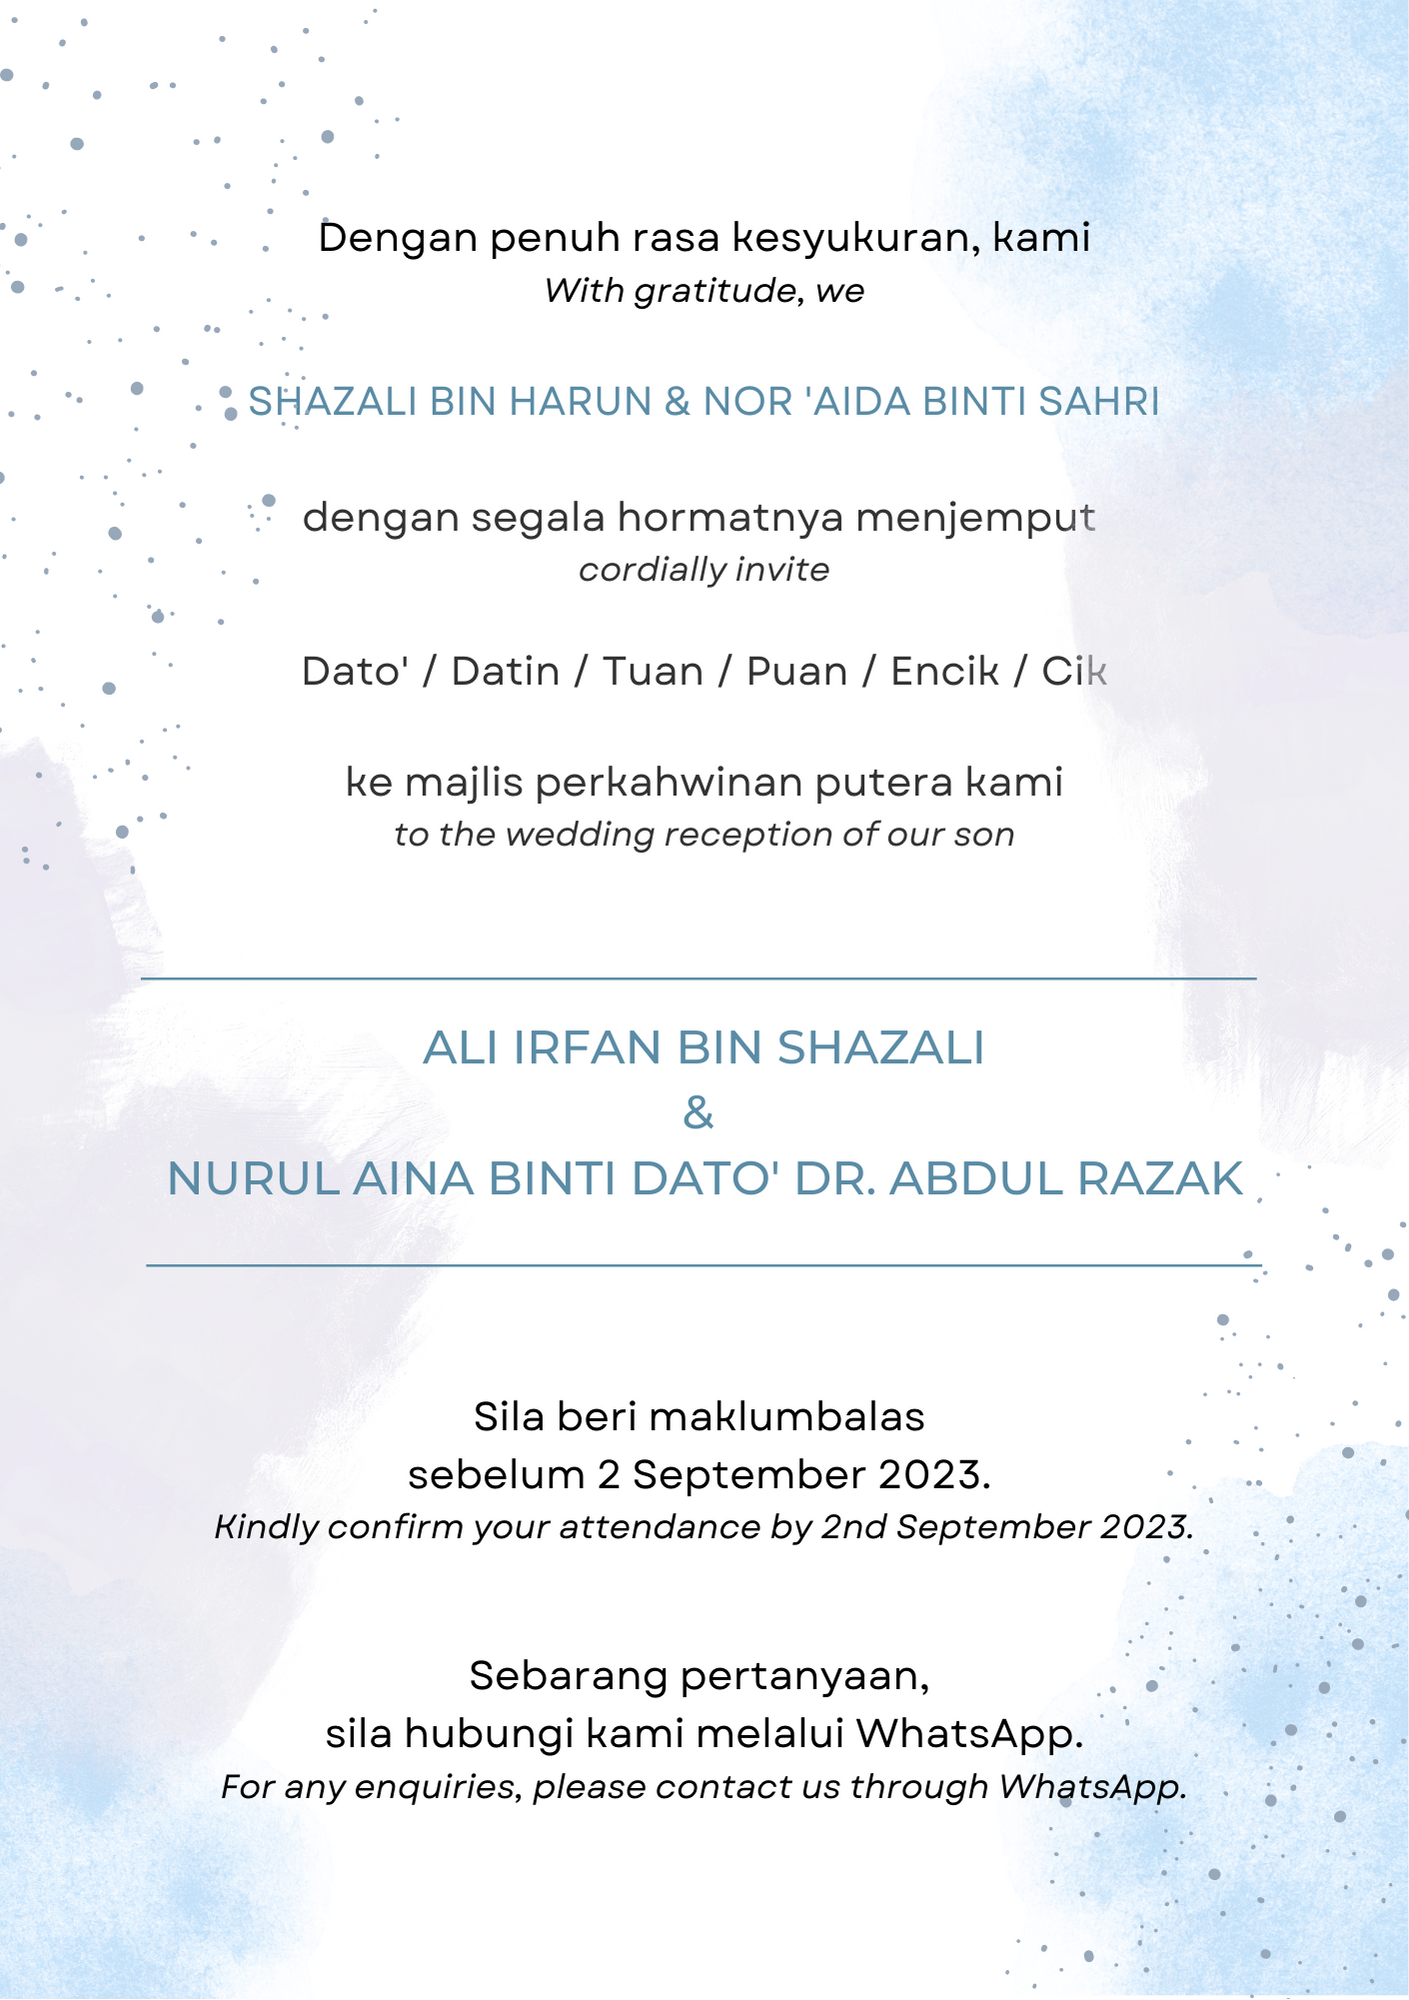 Dengan penuh rasa kesyukuran, kami
With gratitude, we
SHAZALI BIN HARUN & NOR 'AIDA BINTI SAHRI
dengan segala hormatnya menjemput
cordially invite
Dato' / Datin / Tuan / Puan / Encik / Cik
ke majlis perkahwinan putera kami
to the wedding reception of our son
ALI IRFAN BIN SHAZALI
&
NURUL AINA BINTI DATO' DR. ABDUL RAZAK
Sila beri maklumbalas
sebelum 2 September 2023.
Kindly confirm your attendance by 2nd September 2023.
Sebarang pertanyaan,
sila hubungi kami melalui WhatsApp.
For any enquiries, please contact us through WhatsApp.